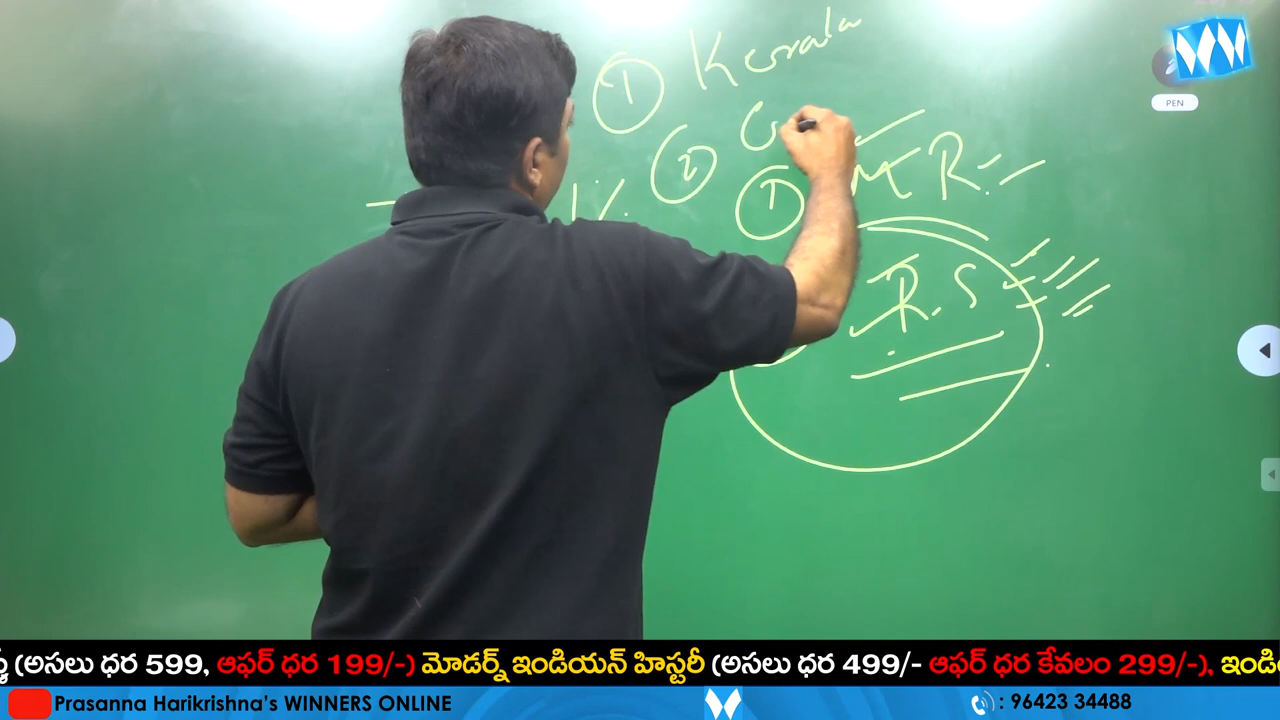 ① Kerala
② G
① M R
R.S
PEN
(అసలు ధర 599, ఆఫర్ ధర 199/-) మోడర్న్ ఇండియన్ హిస్టరీ (అసలు ధర 499/- ఆఫర్ ధర కేవలం 299/-),
Prasanna Harikrishna's WINNERS ONLINE
: 96423 34488